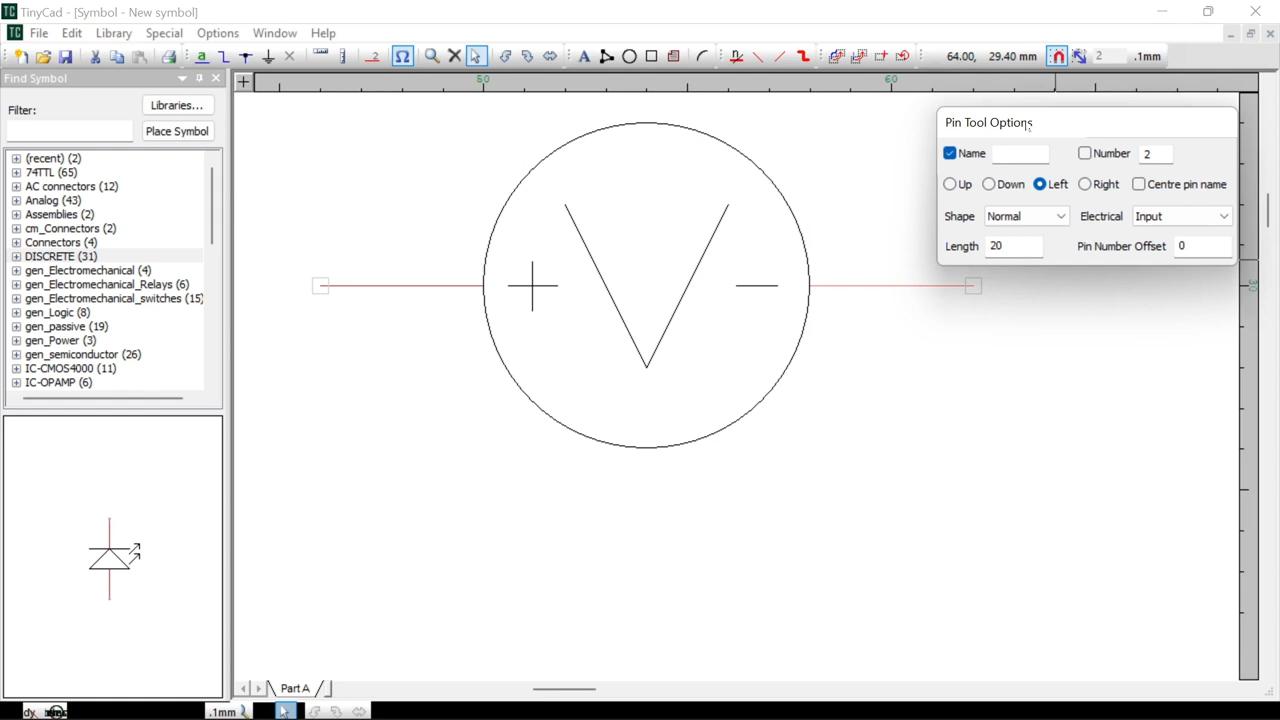 TC TinyCad - [Symbol - New symbol]
TC File Edit Library Special Options Window Help
a .2 Ω A 64.00, 29.40 mm 2 .1mm
Find Symbol
Filter:
Libraries...
Place Symbol
(recent) (2)
74TTL (65)
AC connectors (12)
Analog (43)
Assemblies (2)
cm_Connectors (2)
Connectors (4)
DISCRETE (31)
gen_Electromechanical (4)
gen_Electromechanical_Relays (6)
gen_Electromechanical_switches (15)
gen_Logic (8)
gen_passive (19)
gen_Power (3)
gen_semiconductor (26)
IC-CMOS4000 (11)
IC-OPAMP (6)
50 60
30
Pin Tool Options
Name Number 2
Up Down Left Right Centre pin name
Shape Normal Electrical Input
Length 20 Pin Number Offset 0
Part A
.1mm